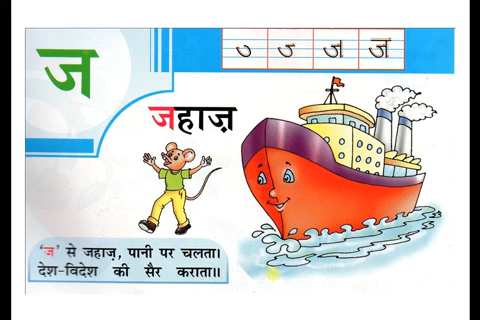 ज
ज
जहाज़
‘ज’ से जहाज़, पानी पर चलता।
देश-विदेश की सैर कराता॥